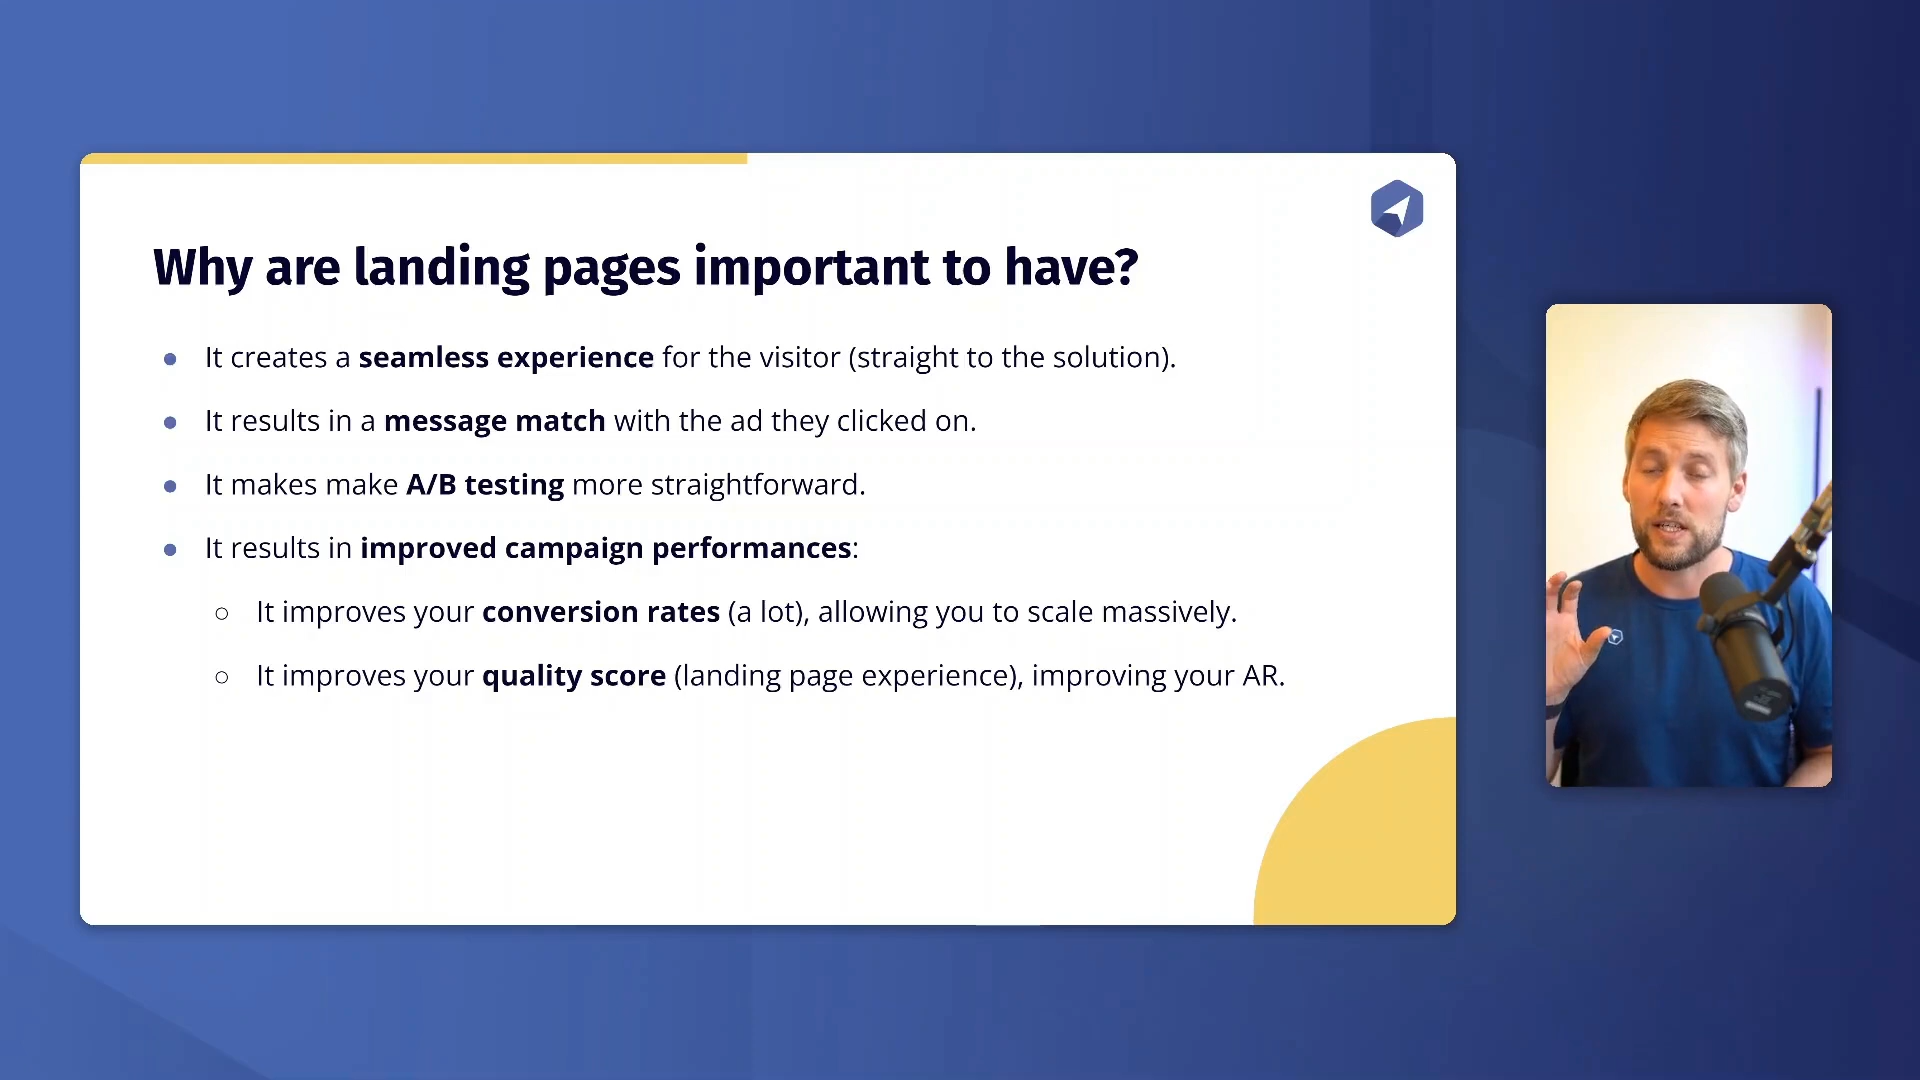 Why are landing pages important to have?
It creates a seamless experience for the visitor (straight to the solution).
It results in a message match with the ad they clicked on.
It makes make A/B testing more straightforward.
It results in improved campaign performances:
It improves your conversion rates (a lot), allowing you to scale massively.
It improves your quality score (landing page experience), improving your AR.